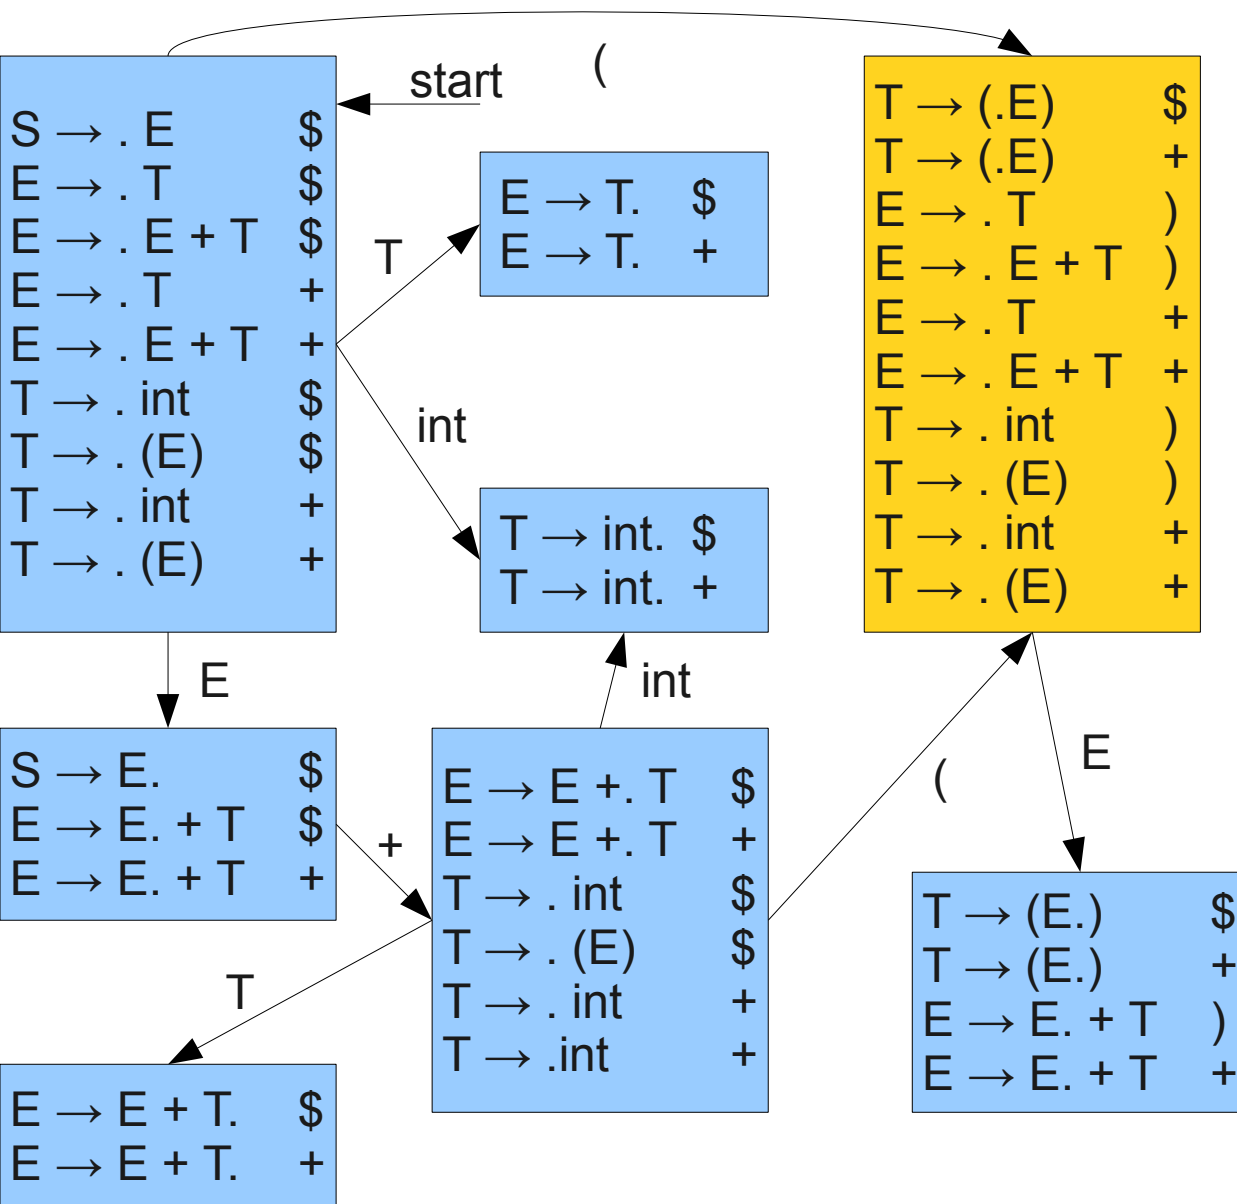 (
start
S → . E $
E → . T $
E → . E + T $
E → . T +
E → . E + T +
T → . int $
T → . (E) $
T → . int +
T → . (E) +
T
E → T. $
E → T. +
int
T → int. $
T → int. +
T → (.E) $
T → (.E) +
E → . T )
E → . E + T )
E → . T +
E → . E + T +
T → . int )
T → . (E) )
T → . int +
T → . (E) +
E
int
S → E. $
E → E. + T $
E → E. + T +
+
E → E +. T $
E → E +. T +
T → . int $
T → . (E) $
T → . int +
T → .int +
(
E
T → (E.) $
T → (E.) +
E → E. + T )
E → E. + T +
T
E → E + T. $
E → E + T. +